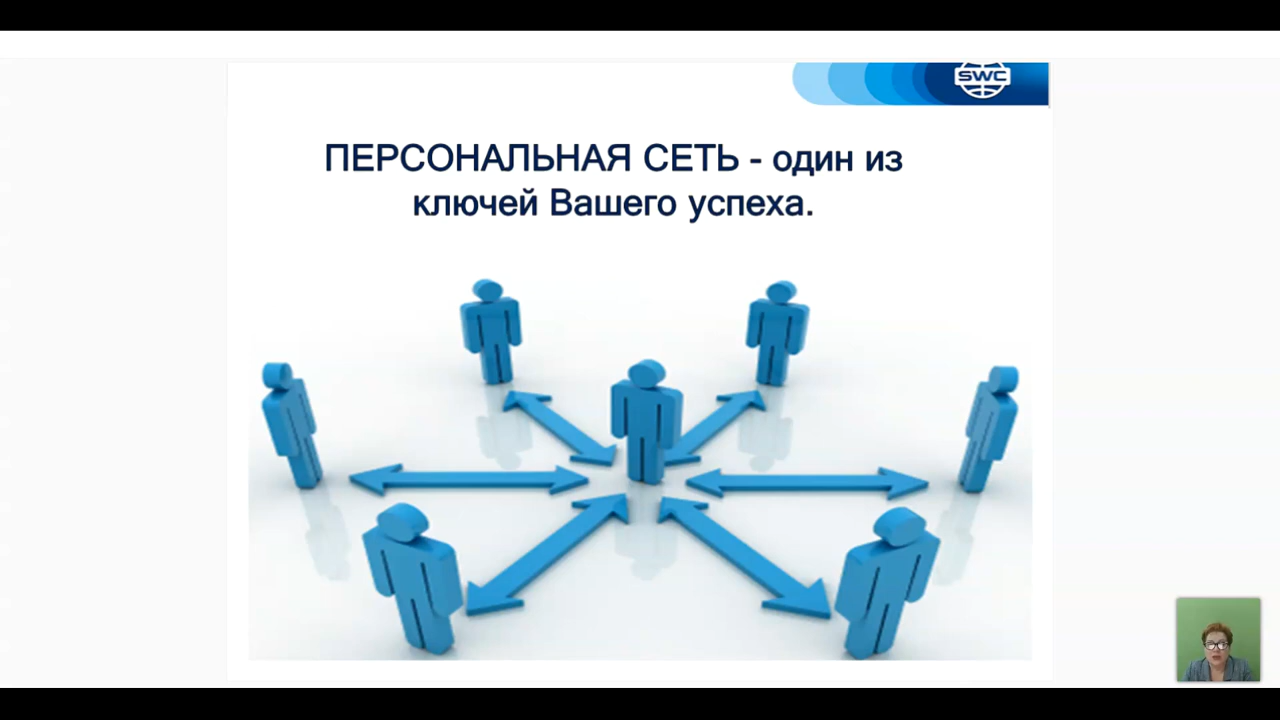 SWC
ПЕРСОНАЛЬНАЯ СЕТЬ - один из
ключей Вашего успеха.